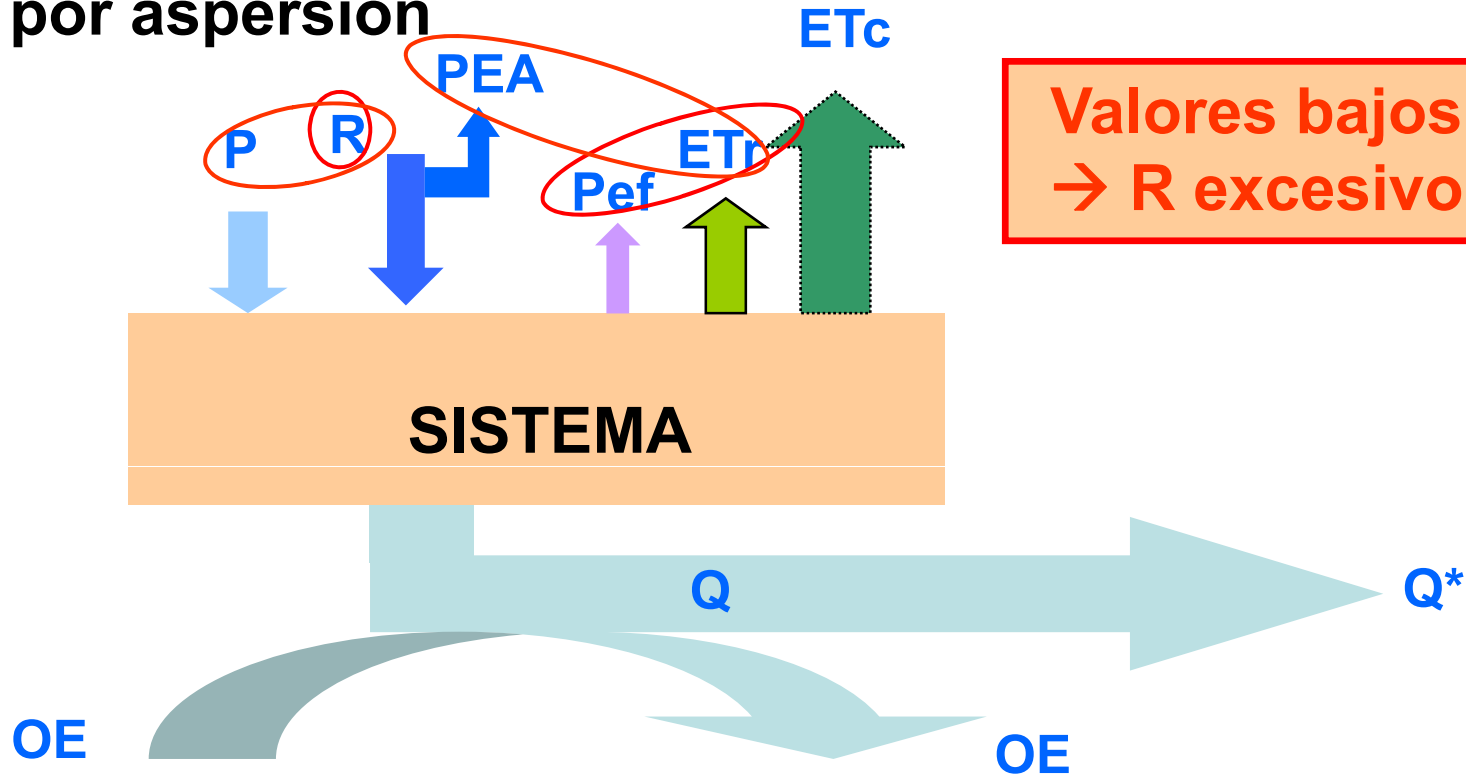 por aspersión
ETc
PEA
P
R
ETr
Pef
Valores bajos
→ R excesivo
SISTEMA
Q
Q*
OE
OE